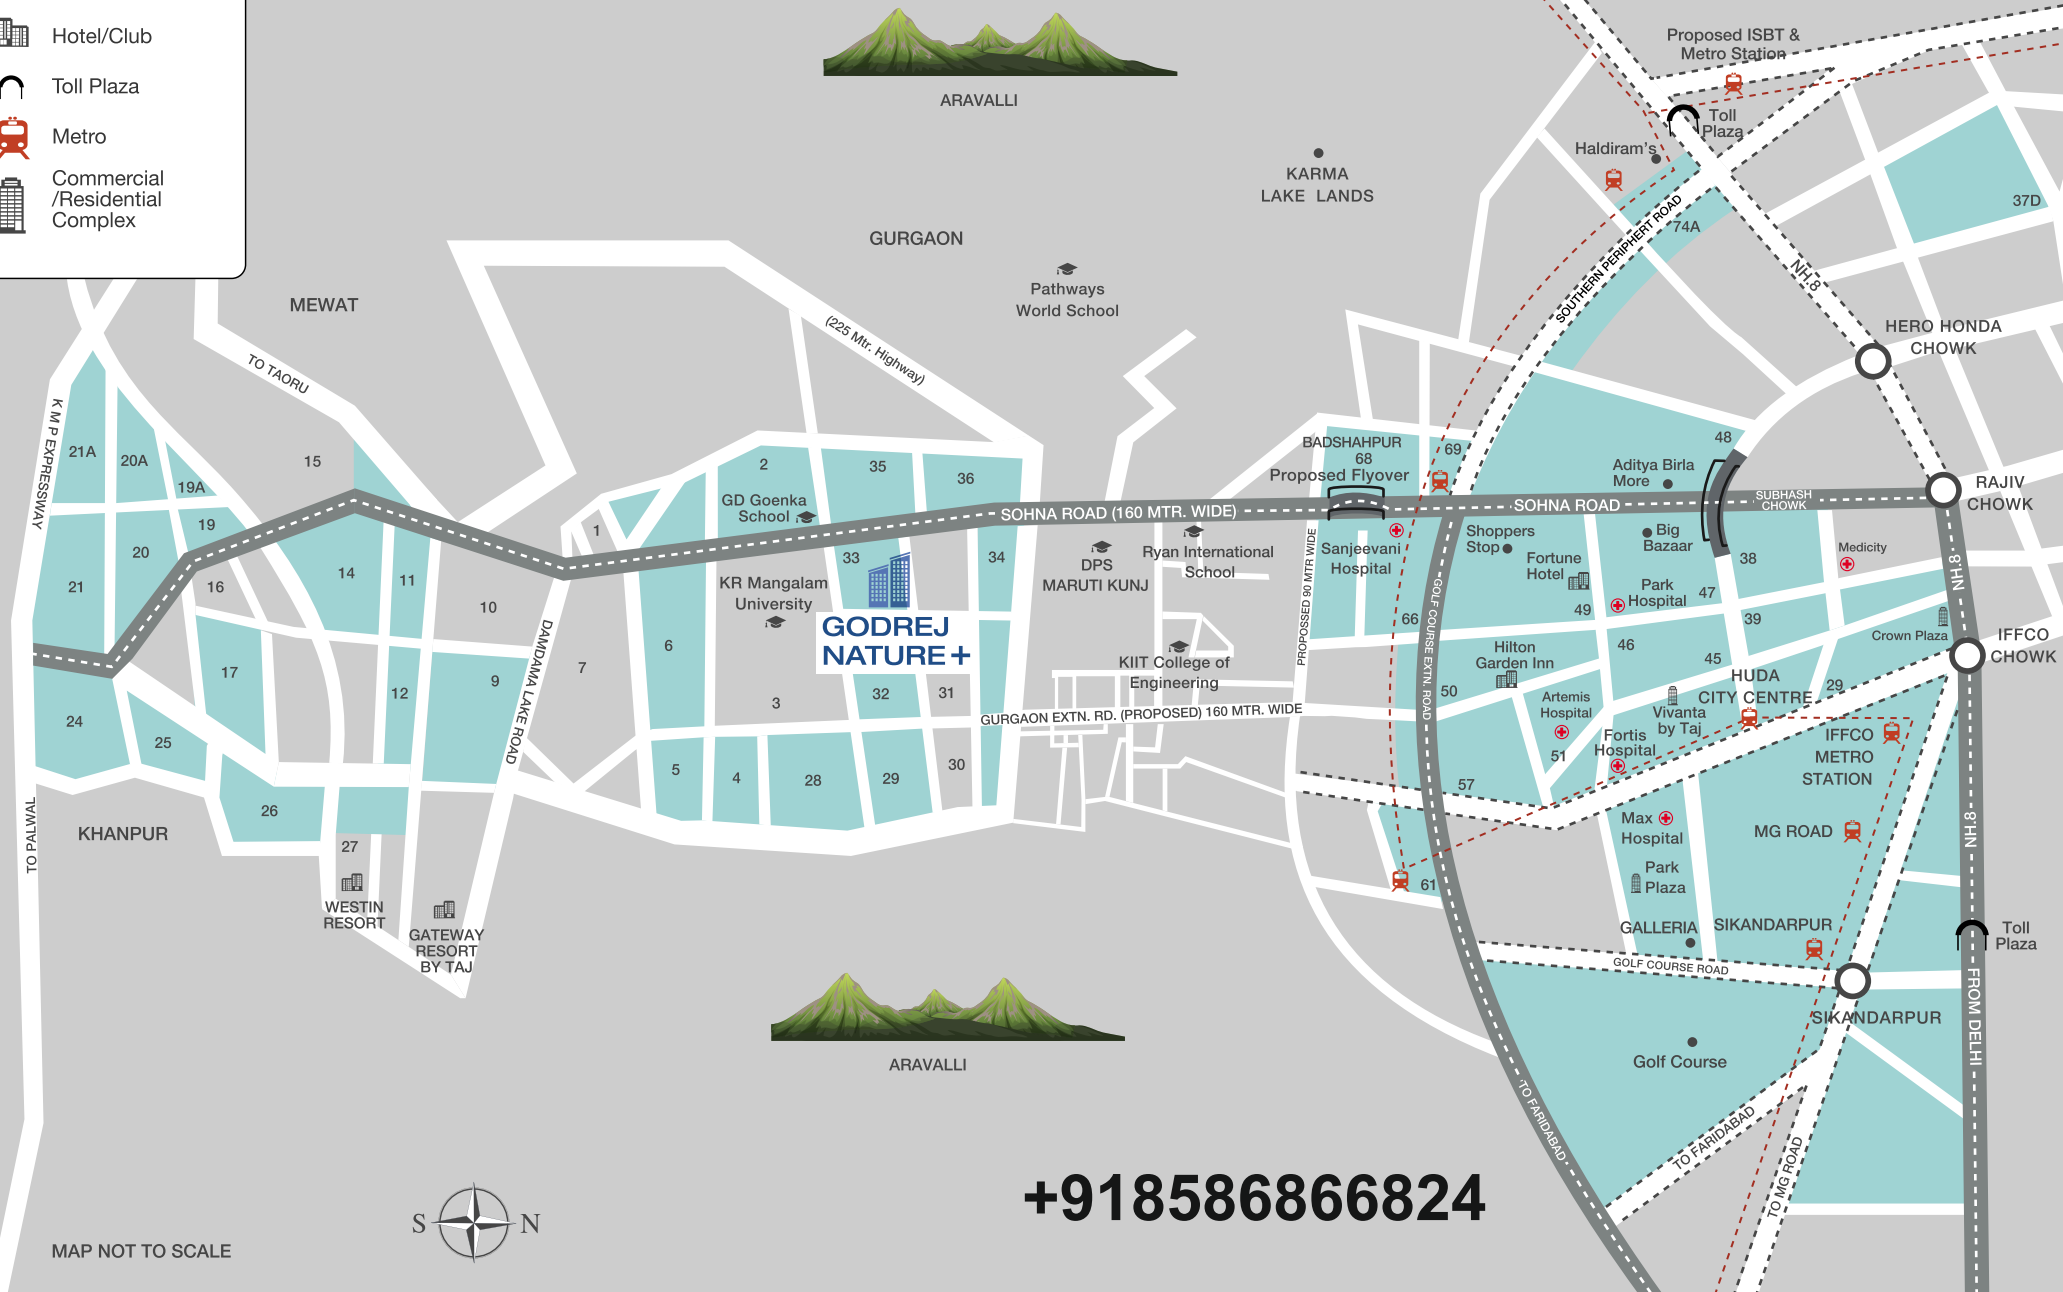 Hotel/Club
Toll Plaza
Metro
Commercial
/Residential
Complex
ARAVALLI
Proposed ISBT &
Metro Station
Toll
Plaza
Haldiram's
KARMA
LAKE LANDS
37D
74A
SOUTHERN PERIPHERT ROAD
NH.8
GURGAON
Pathways
World School
MEWAT
(225 Mtr. Highway)
TO TAORU
HERO HONDA
CHOWK
K M P EXPRESSWAY
21A
20A
19A
15
19
20
21
16
14
11
10
17
12
9
24
25
26
27
7
DAMDAMA LAKE ROAD
1
2
35
36
GD Goenka
School
SOHNA ROAD (160 MTR. WIDE)
33
34
KR Mangalam
University
GODREJ
NATURE+
6
3
32
31
5
4
28
29
30
GURGAON EXTN. RD. (PROPOSED) 160 MTR. WIDE
DPS
MARUTI KUNJ
Ryan International
School
KIIT College of
Engineering
BADSHAHPUR
68
Proposed Flyover
69
PROPOSSED 90 MTR WIDE
Sanjeevani
Hospital
66
GOLF COURSE EXTN. ROAD
SOHNA ROAD
SUBHASH
CHOWK
RAJIV
CHOWK
48
Aditya Birla
More
Shoppers
Stop
Big
Bazaar
Fortune
Hotel
38
Medicity
Park
Hospital
49
47
39
NH.8
Crown Plaza
IFFCO
CHOWK
Hilton
Garden Inn
46
45
HUDA
CITY CENTRE
29
50
Artemis
Hospital
Vivanta
by Taj
Fortis
Hospital
51
57
IFFCO
METRO
STATION
Max
Hospital
MG ROAD
Park
Plaza
61
GALLERIA
SIKANDARPUR
NH.8
Toll
Plaza
GOLF COURSE ROAD
FROM DELHI
SIKANDARPUR
Golf Course
TO FARIDABAD
TO FARIDABAD
TO MG ROAD
TO PALWAL
KHANPUR
WESTIN
RESORT
GATEWAY
RESORT
BY TAJ
ARAVALLI
+918586866824
S
N
MAP NOT TO SCALE